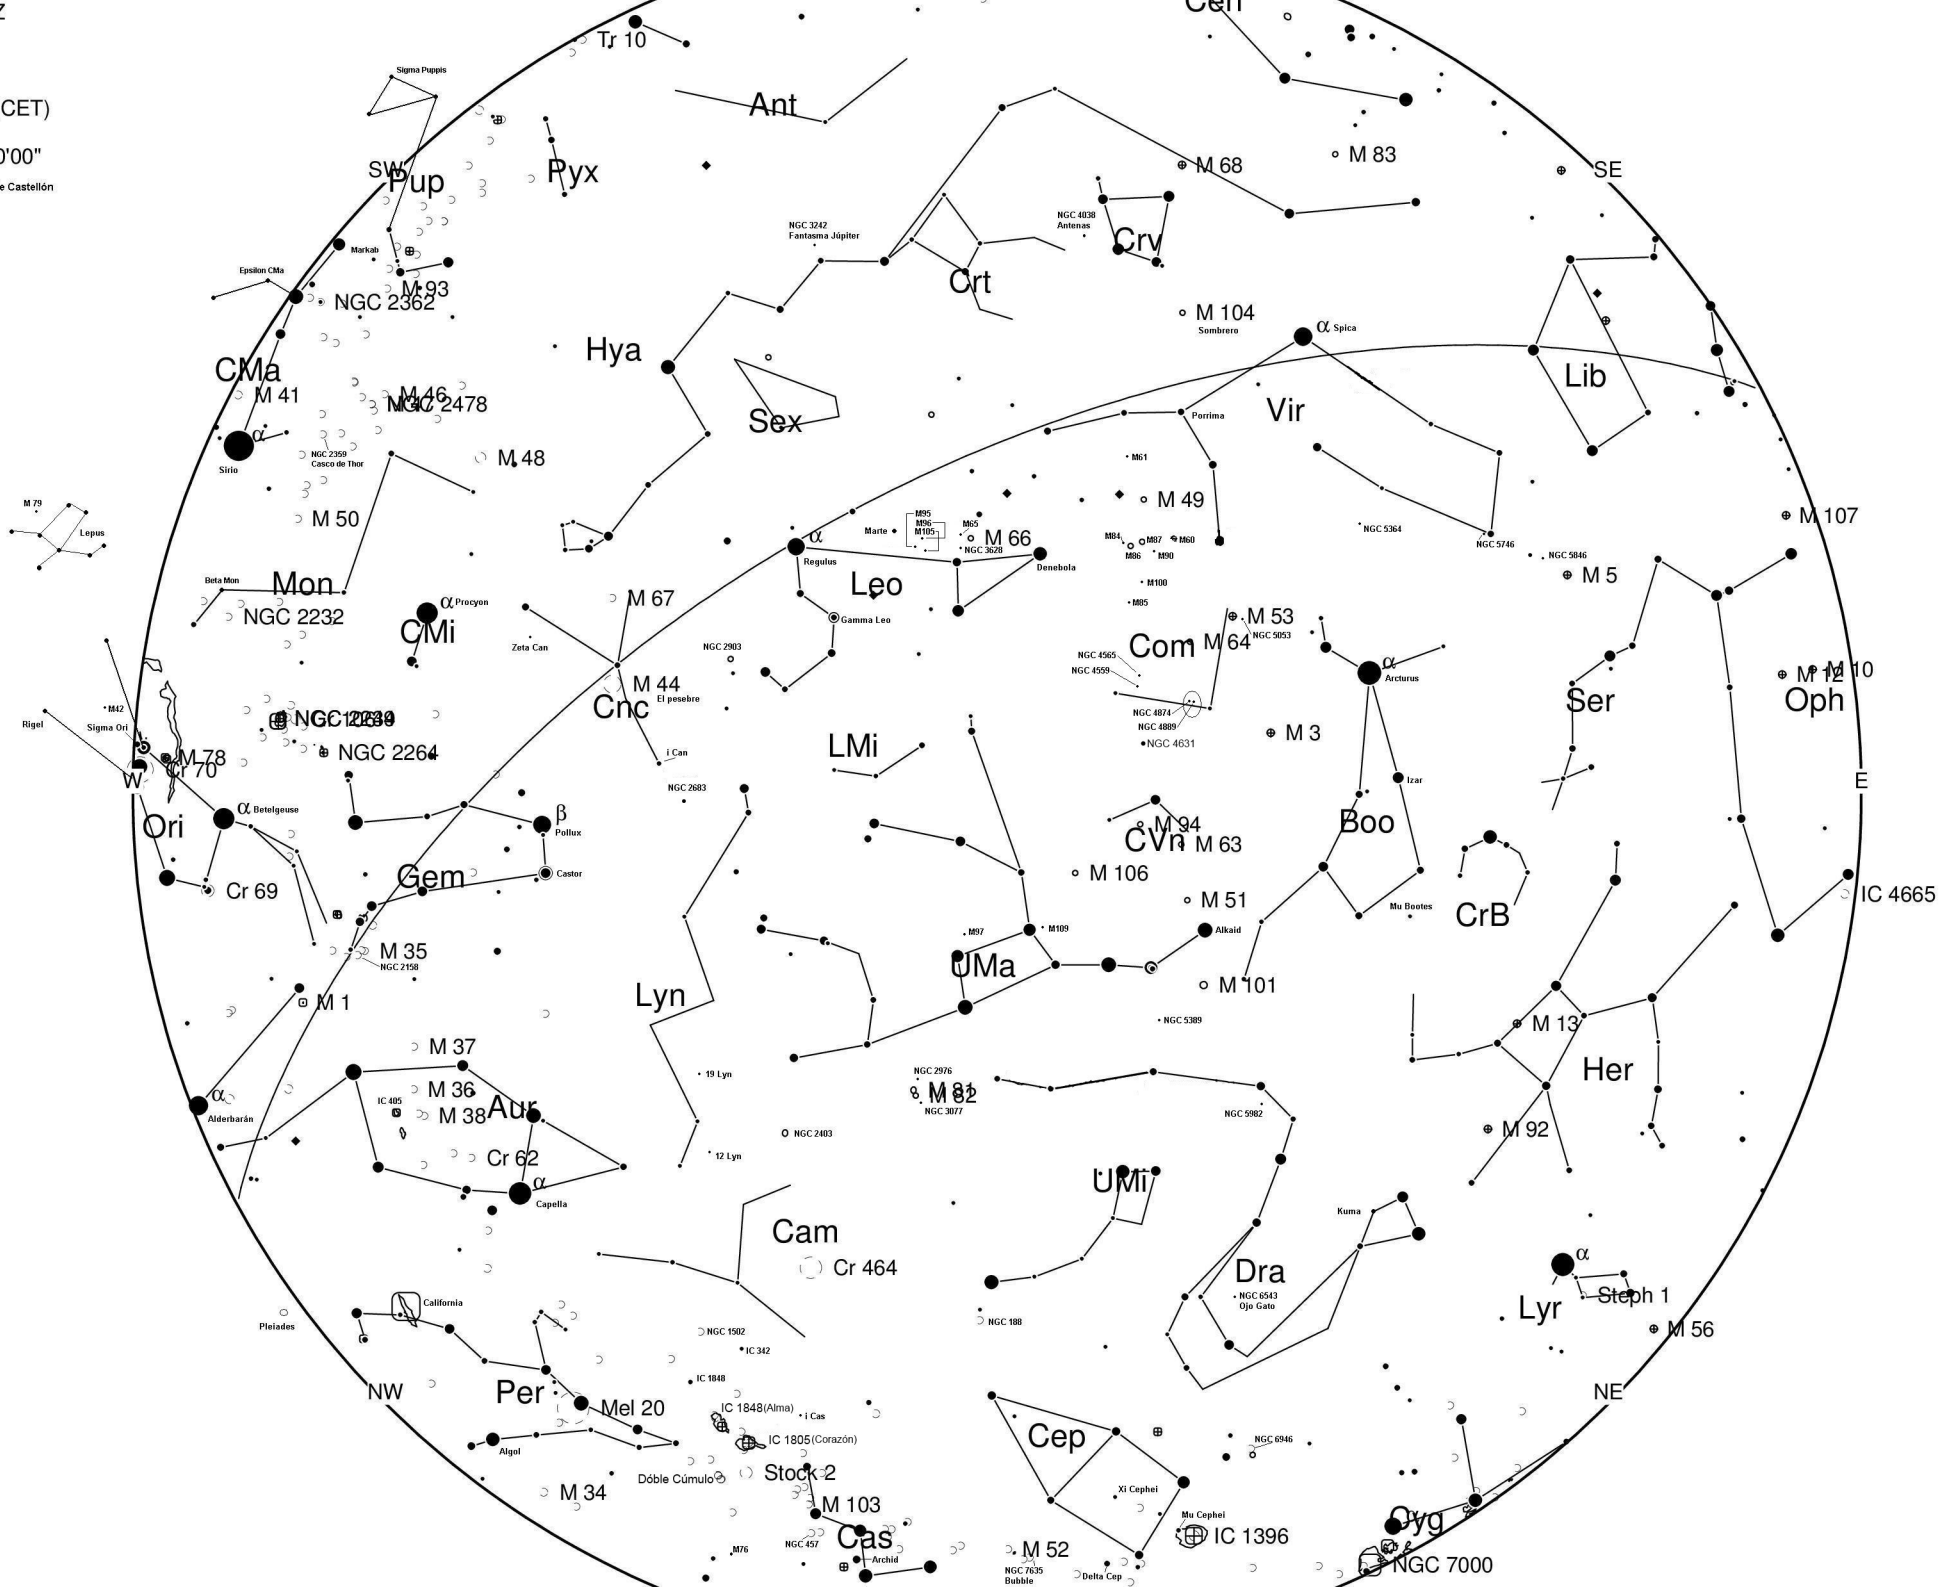 Z
Cen
Tr 10
Sigma Puppis
CET)
Ant
0'00"
M 68
M 83
SW
Pup
Pyx
SE
e Castellón
NGC 4038
Antenas
NGC 3242
Fantasma Júpiter
Crv
Markab
Epsilon CMa
Crt
M 93
NGC 2362
M 104
Sombrero
α Spica
Hya
CMa
M 41
M 46
M 47
NGC 2478
Lib
Sex
Vir
Porrima
α
Sirio
NGC 2359
Casco de Thor
M 48
M61
M 79
M 49
Lepus
M 50
M95
M96
M105
Marte
M65
M 66
NGC 3628
α
Regulus
Denebola
M84
M87
M60
M86
M90
NGC 5364
NGC 5746
M 107
NGC 5846
M 5
Mon
Beta Mon
NGC 2232
α Procyon
CMi
M 67
Leo
M100
M85
Gamma Leo
M 53
NGC 5053
Zeta Can
NGC 2903
Com
M 64
NGC 4565
NGC 4559
α
Arcturus
M 12
M 10
M 44
El pesebre
Cnc
Ser
Oph
M42
Rigel
Sigma Ori
NGC 4874
NGC 4889
M 3
NGC 2264
M 78
Cr 70
LMi
NGC 4631
i Can
W
E
NGC 2683
Izar
Ori
α Betelgeuse
β
Pollux
M 94
CVn
M 63
Boo
Cr 69
Gem
Castor
M 106
M 51
Mu Bootes
CrB
IC 4665
M97
M109
Alkaid
M 35
NGC 2158
UMa
M 101
M 1
Lyn
NGC 5389
M 13
M 37
19 Lyn
Her
NGC 2976
M 81
M 82
NGC 3077
α
Alderbarán
IC 405
M 36
M 38
Aur
NGC 5982
NGC 2403
M 92
Cr 62
12 Lyn
UMi
α
Capella
Kuma
Cam
Cr 464
Dra
α
NGC 6543
Ojo Gato
Lyr
Steph 1
California
Pleiades
NGC 188
NGC 1502
M 56
IC 342
NW
Per
IC 1848
NE
Mel 20
IC 1848(Alma)
i Cas
Cep
IC 1805(Corazón)
NGC 6946
Algol
Dóble Cúmulo
Stock 2
M 34
Xi Cephei
M 103
Mu Cephei
Cyg
α
Cas
NGC 457
IC 1396
M76
Archid
M 52
NGC 7635
Bubble
Delta Cep
NGC 7000